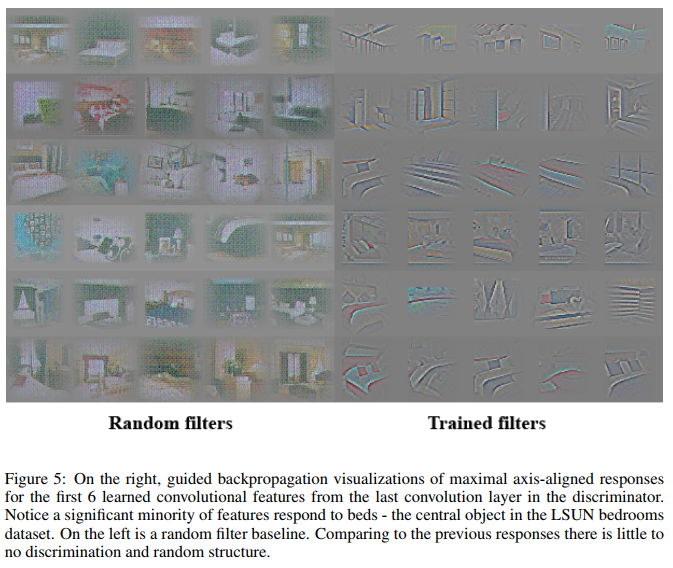 Random filters
Trained filters
Figure 5: On the right, guided backpropagation visualizations of maximal axis-aligned responses
for the first 6 learned convolutional features from the last convolution layer in the discriminator.
Notice a significant minority of features respond to beds - the central object in the LSUN bedrooms
dataset. On the left is a random filter baseline. Comparing to the previous responses there is little to
no discrimination and random structure.